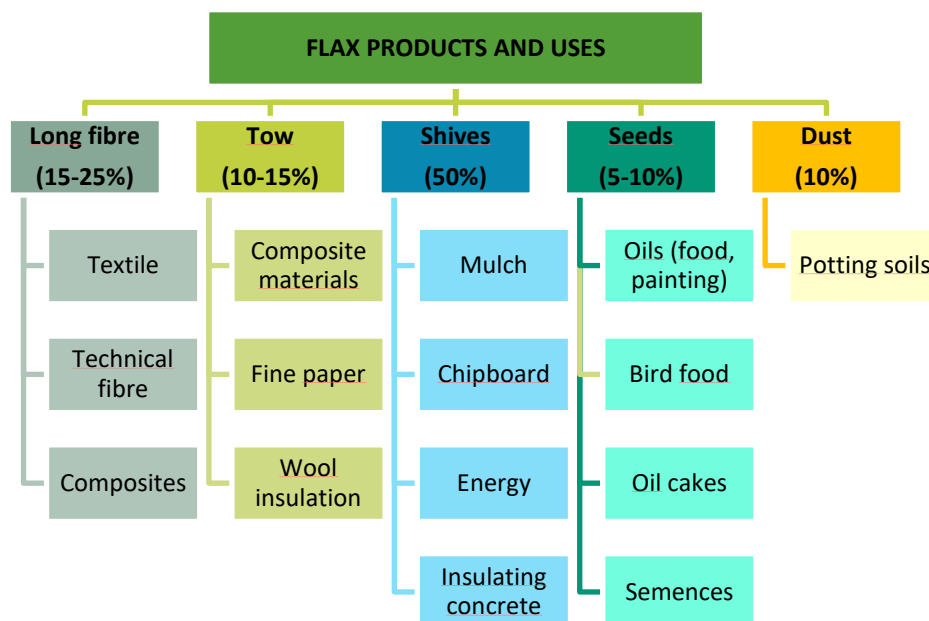 FLAX PRODUCTS AND USES
Long fibre
(15-25%)
Textile
Technical
fibre
Composites
Tow
(10-15%)
Composite
materials
Fine paper
Wool
insulation
Shives
(50%)
Mulch
Chipboard
Energy
Insulating
concrete
Seeds
(5-10%)
Oils (food,
painting)
Bird food
Oil cakes
Semences
Dust
(10%)
Potting soils